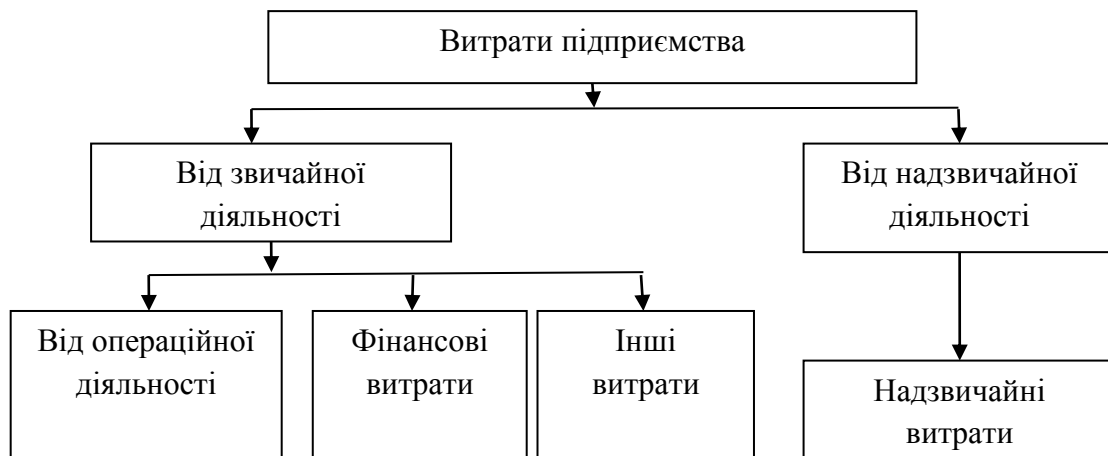 Витрати підприємства
Від звичайної
діяльності
Від надзвичайної
діяльності
Від операційної
діяльності
Фінансові
витрати
Інші
витрати
Надзвичайні
витрати